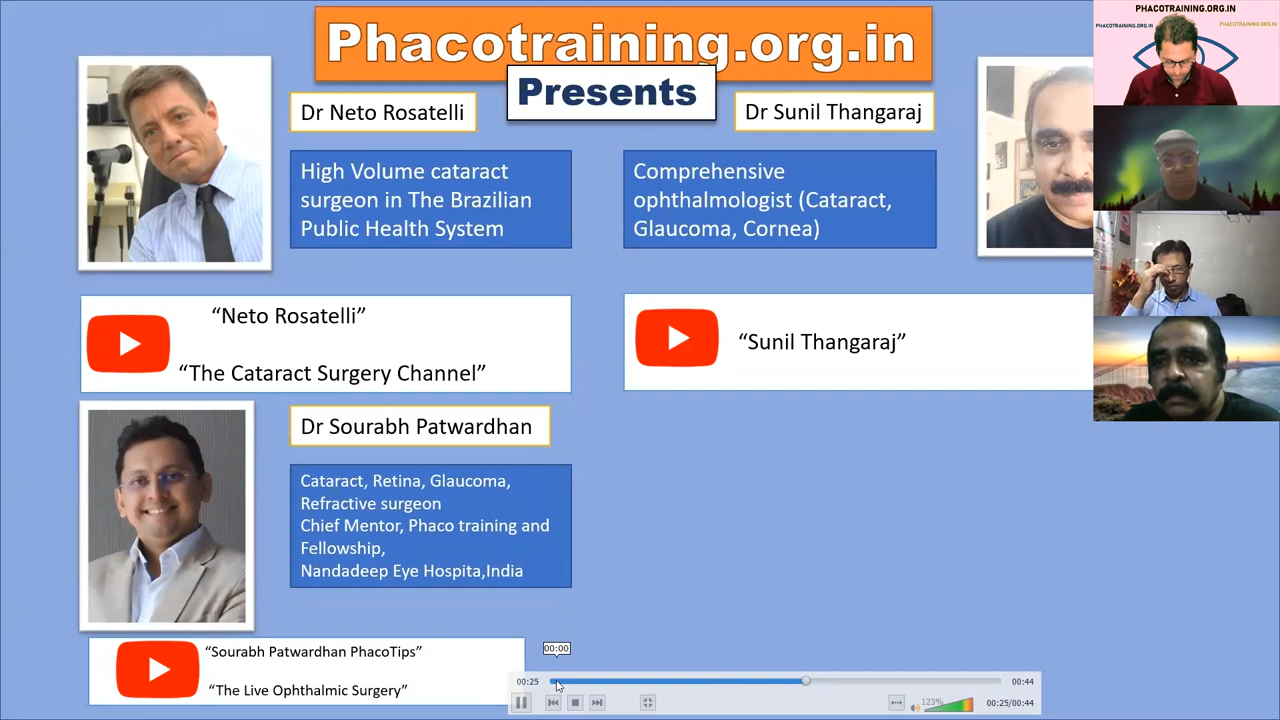 Phacotraining.org.in
Presents
Dr Neto Rosatelli
High Volume cataract
surgeon in The Brazilian
Public Health System
“Neto Rosatelli”
“The Cataract Surgery Channel”
Dr Sunil Thangaraj
Comprehensive
ophthalmologist (Cataract,
Glaucoma, Cornea)
“Sunil Thangaraj”
Dr Sourabh Patwardhan
Cataract, Retina, Glaucoma,
Refractive surgeon
Chief Mentor, Phaco training and
Fellowship,
Nandadeep Eye Hospita,India
“Sourabh Patwardhan PhacoTips”
“The Live Ophthalmic Surgery”
PHACOTRAINING.ORG.IN
PHACOTRAINING.ORG.IN
PHACOTRAINING.ORG.IN
00:00
00:25
00:44
123%
00:25/00:44